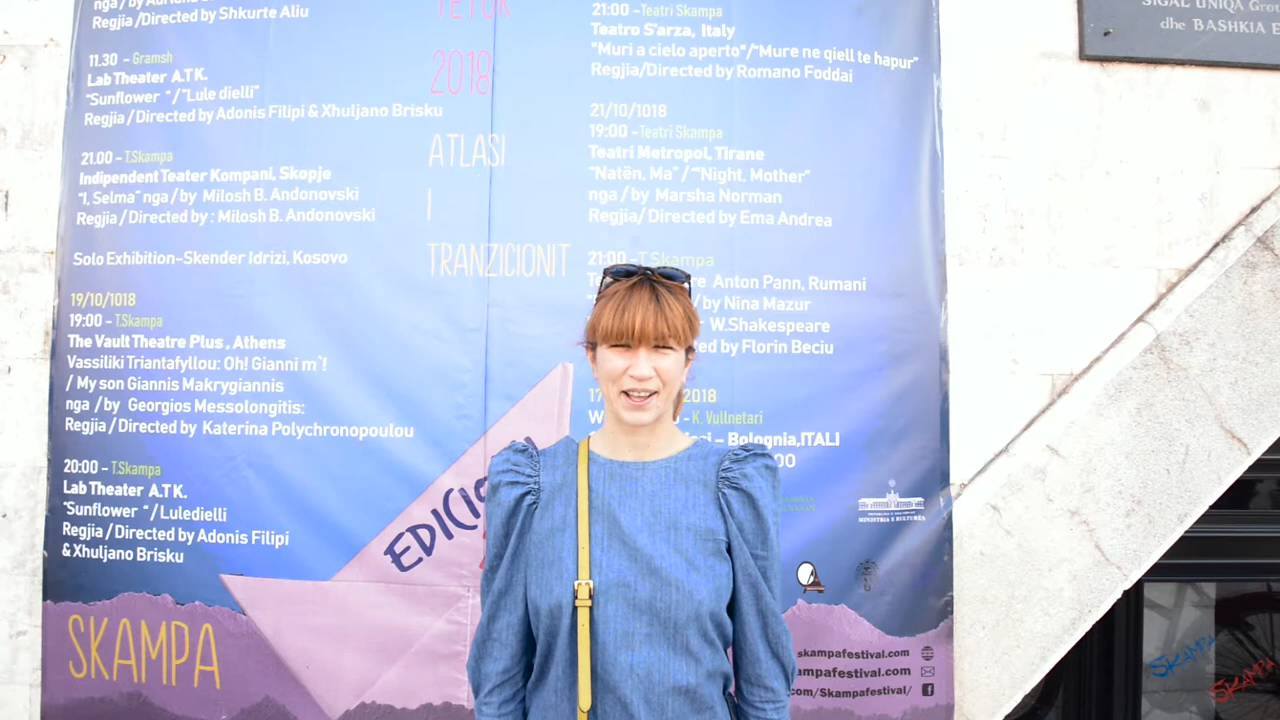 Regjia /Directed by Shkurte Aliu
11.30 - Gramsh
Lab Theater A.T.K.
"Sunflower "/"Lule dielli"
Regjia / Directed by Adonis Filipi & Xhuljano Brisku
21.00 - T.Skampa
Indipendent Teater Kompani, Skopje
"I, Selma" nga / by Milosh B. Andonovski
Regjia / Directed by : Milosh B. Andonovski
Solo Exhibition-Skender Idrizi, Kosovo
19/10/1018
19:00 - T.Skampa
The Vault Theatre Plus , Athens
Vassiliki Triantafyllou: Oh! Gianni m`!
/ My son Giannis Makrygiannis
nga / by Georgios Messolongitis:
Regjia / Directed by Katerina Polychronopoulou
20:00 - T.Skampa
Lab Theater A.T.K.
"Sunflower "/ Luledielli
Regjia / Directed by Adonis Filipi
& Xhuljano Brisku
SKAMPA
TETOR
2018
ATLASI
I
TRANZICIONIT
21:00 - Teatri Skampa
Teatro S'arza, Italy
"Muri a cielo aperto"/"Mure ne qiell te hapur"
Regjia/Directed by Romano Foddai
21/10/1018
19:00 - Teatri Skampa
Teatri Metropol, Tirane
"Natën, Ma" / "Night, Mother"
nga / by Marsha Norman
Regjia/ Directed by Ema Andrea
21:00 - T.Skampa
Anton Pann, Rumani
/ by Nina Mazur
W.Shakespeare
by Florin Beciu
2018
- K. Vullnetari
- Bolognia,ITALI
MINISTRIA E KULTURËS
skampafestival.com
ampafestival.com
com/Skampafestival/
SIGAL UNIQA
dhe BASHKIA E
SKAMPA
SKAMPA